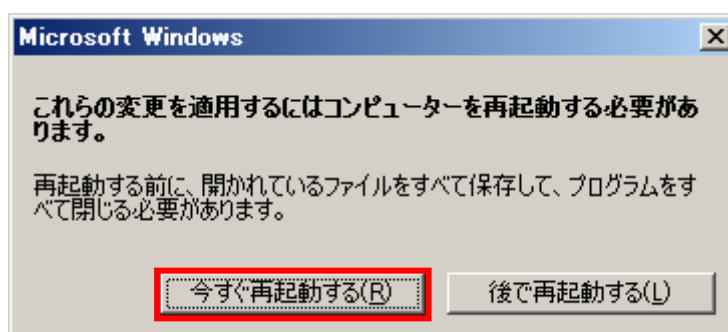 Microsoft Windows
これらの変更を適用するにはコンピューターを再起動する必要があ
ります。
再起動する前に、開かれているファイルをすべて保存して、プログラムをす
べて閉じる必要があります。
今すぐ再起動する(R)
後で再起動する(L)